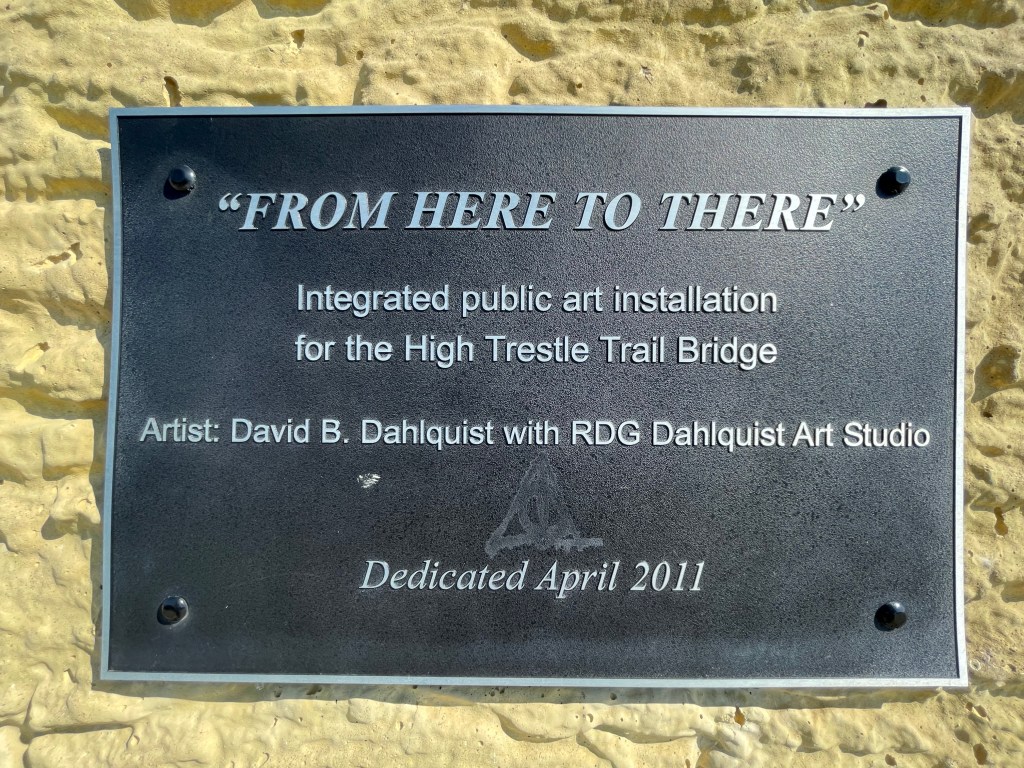 “FROM HERE TO THERE”
Integrated public art installation
for the High Trestle Trail Bridge
Artist: David B. Dahlquist with RDG Dahlquist Art Studio
Dedicated April 2011